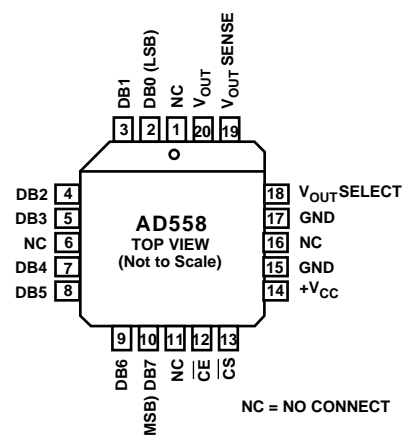 DB1
DB0 (LSB)
NC
VOUT
VOUT SENSE
3 2 1 20 19
DB2 4
DB3 5
NC 6
DB4 7
DB5 8
AD558
TOP VIEW
(Not to Scale)
18 VOUT SELECT
17 GND
16 NC
15 GND
14 +VCC
9 10 11 12 13
DB6
MSB) DB7
NC
CE
CS
NC = NO CONNECT